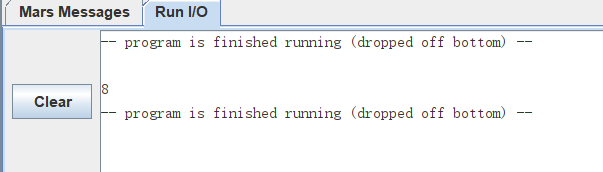 Mars Messages Run I/O
-- program is finished running (dropped off bottom) --
8
Clear
-- program is finished running (dropped off bottom) --